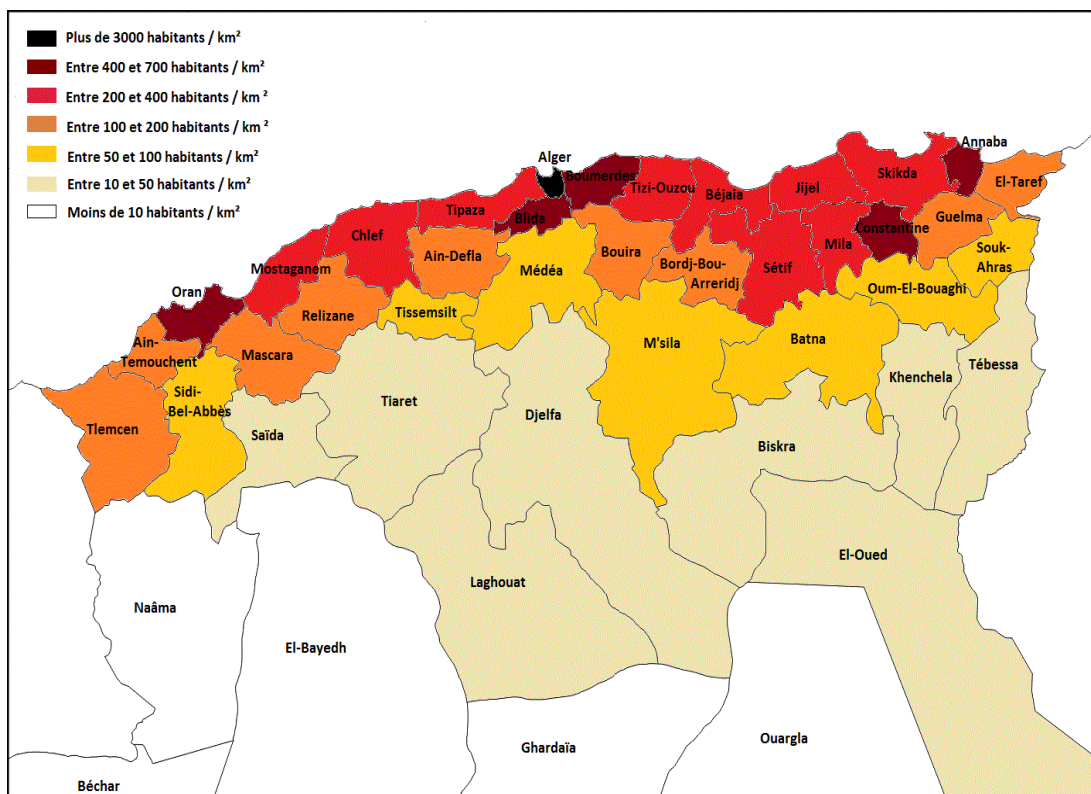 Plus de 3000 habitants / km²
Entre 400 et 700 habitants / km²
Entre 200 et 400 habitants / km ²
Entre 100 et 200 habitants / km ²
Entre 50 et 100 habitants / km²
Entre 10 et 50 habitants / km²
Moins de 10 habitants / km²
Alger
Annaba
Boumerdes
Tizi-Ouzou
Béjaia
Jijel
Skikda
El-Taref
Tipaza
Blida
Guelma
Constantine
Chlef
Ain-Defla
Médéa
Bouira
Bordj-Bou-
Arreridj
Sétif
Mila
Souk-
Ahras
Mostaganem
Oran
Relizane
Tissemsilt
Oum-El-Bouaghi
Ain-
Temouchent
Mascara
M'sila
Batna
Khenchela
Tébessa
Sidi-
Bel-Abbès
Tiaret
Djelfa
Tlemcen
Saïda
Biskra
El-Oued
Laghouat
Naâma
El-Bayedh
Ghardaïa
Ouargla
Béchar